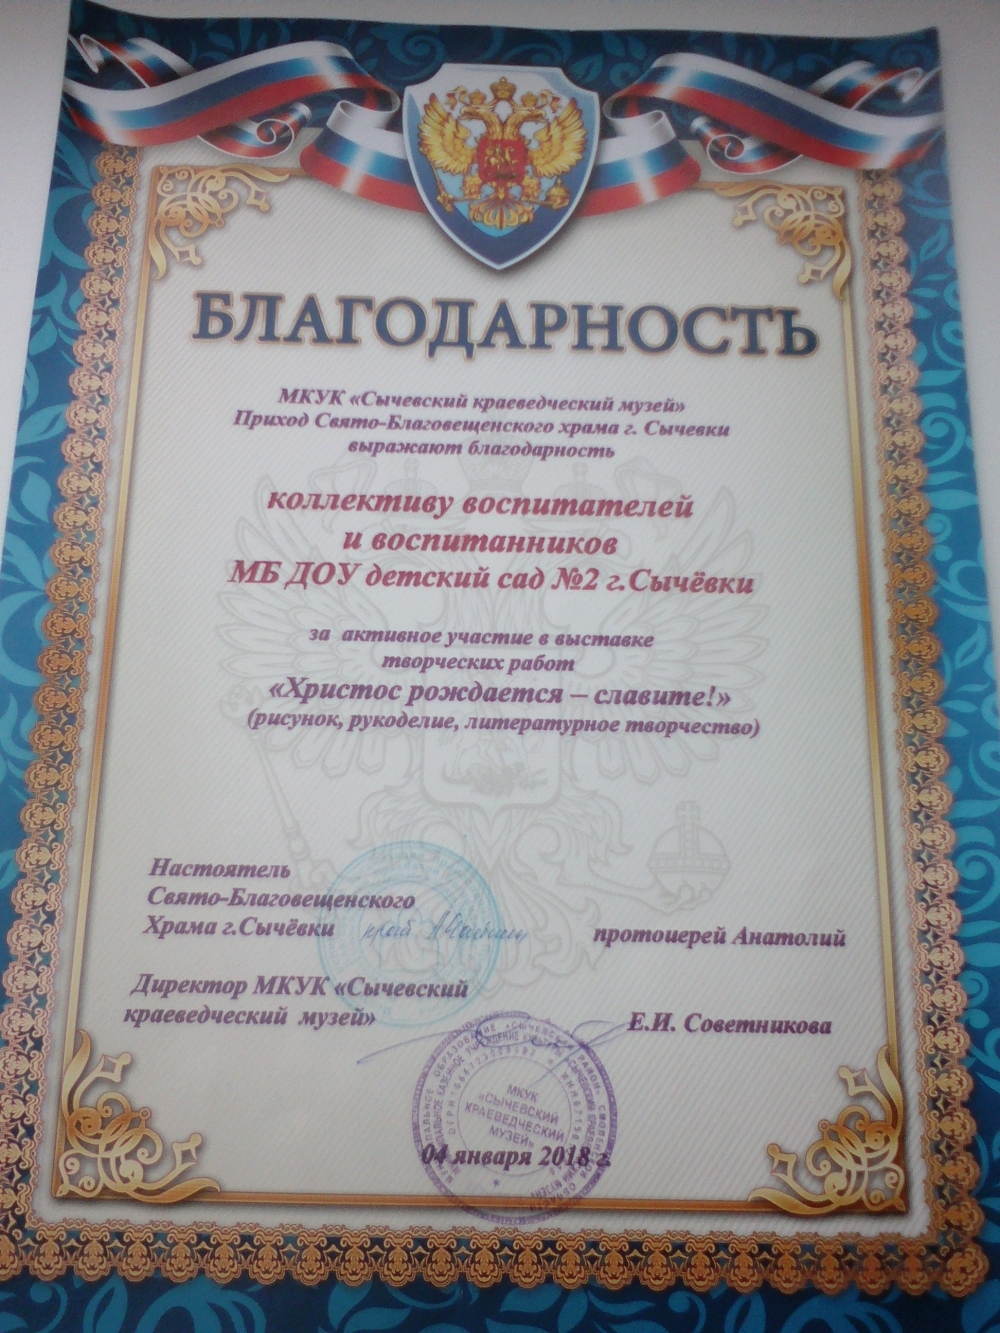 БЛАГОДАРНОСТЬ
МКУК «Сычевский краеведческий музей»
Приход Свято-Благовещенского храма г. Сычевки
выражают благодарность
коллективу воспитателей
и воспитанников
МБ ДОУ детский сад №2 г.Сычёвки
за активное участие в выставке
творческих работ
«Христос рождается – славите!»
(рисунок, рукоделие, литературное творчество)
Настоятель
Свято-Благовещенского
Храма г.Сычёвки
протоиерей Анатолий
Директор МКУК «Сычевский
краеведческий музей»
Е.И. Советникова
МКУК
«СЫЧЕВСКИЙ
КРАЕВЕДЧЕСКИЙ
МУЗЕЙ»
04 января 2018 г.